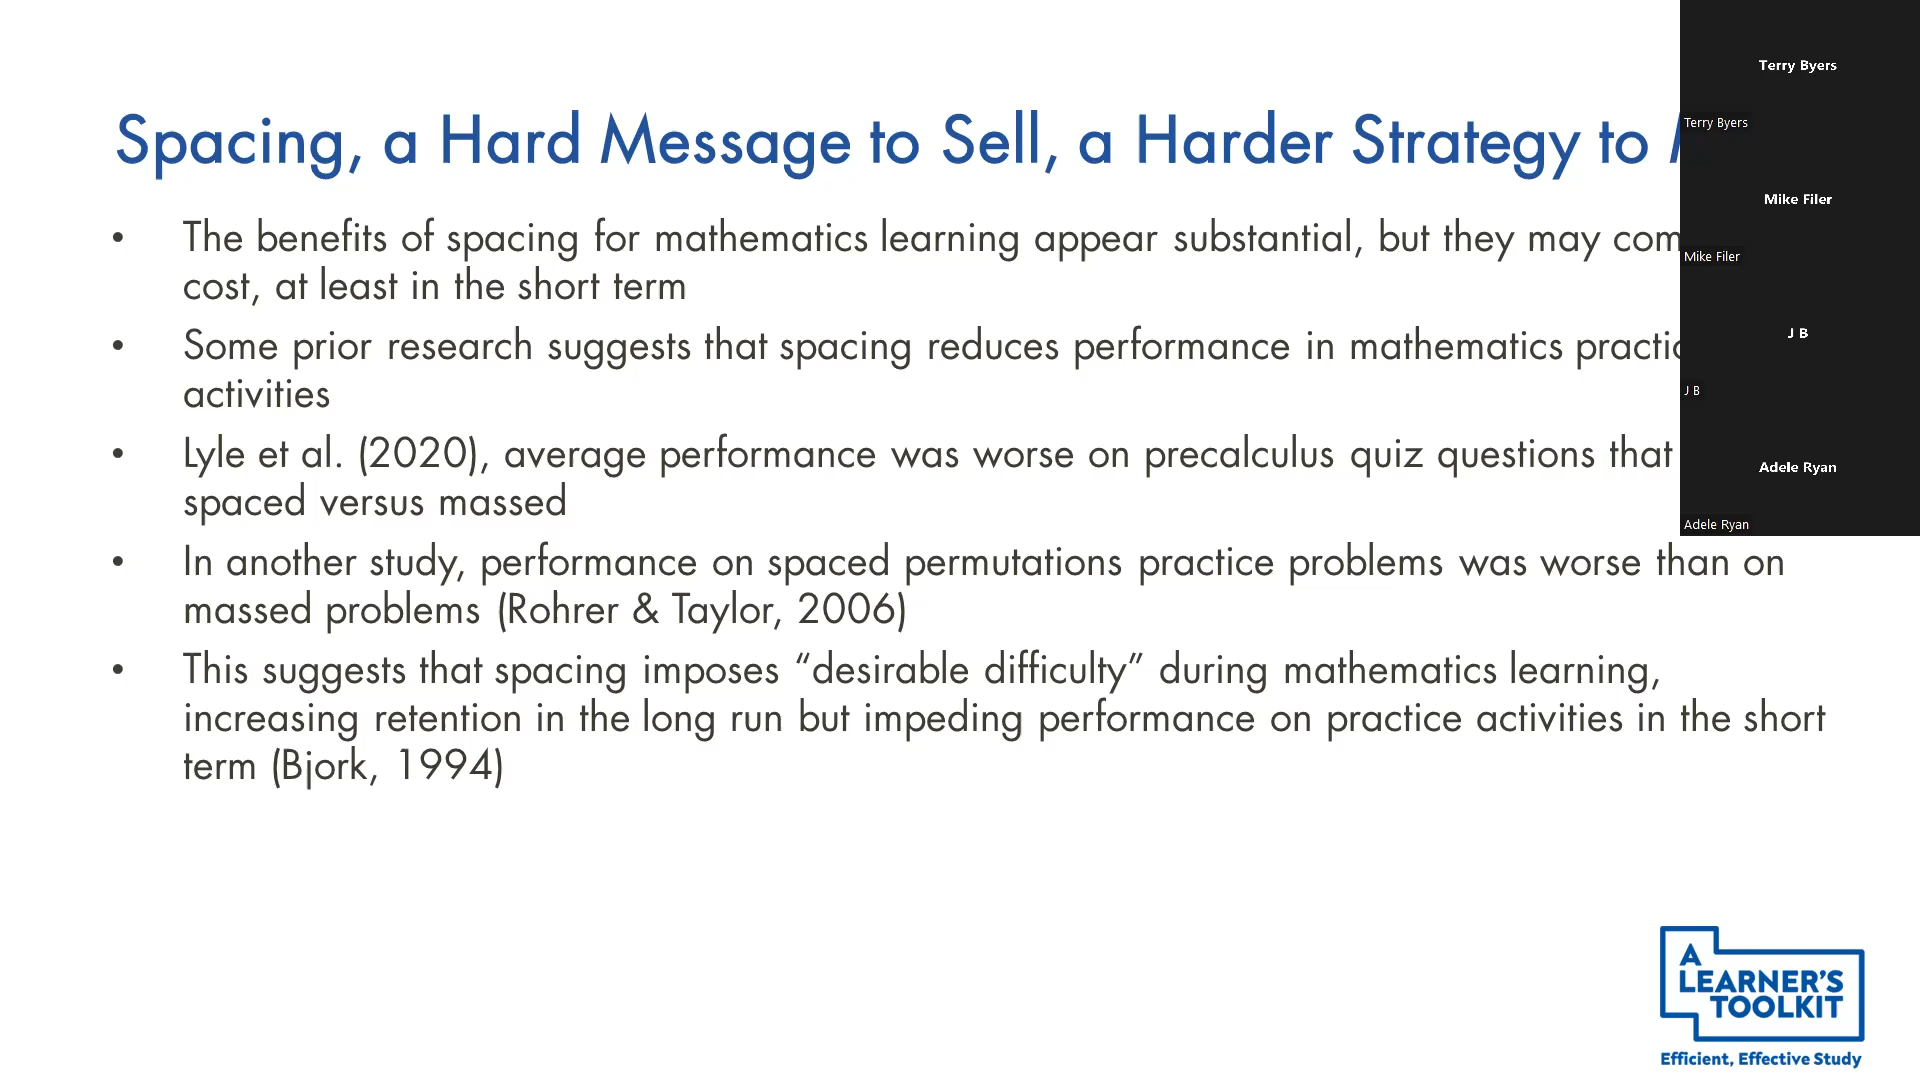 Spacing, a Hard Message to Sell, a Harder Strategy to
• The benefits of spacing for mathematics learning appear substantial, but they may
cost, at least in the short term
• Some prior research suggests that spacing reduces performance in mathematics
activities
• Lyle et al. (2020), average performance was worse on precalculus quiz questions that
spaced versus massed
• In another study, performance on spaced permutations practice problems was worse than on
massed problems (Rohrer & Taylor, 2006)
• This suggests that spacing imposes “desirable difficulty” during mathematics learning,
increasing retention in the long run but impeding performance on practice activities in the short
term (Bjork, 1994)
Terry Byers
Terry Byers
Mike Filer
Mike Filer
J B
J B
Adele Ryan
Adele Ryan
A
LEARNER'S
TOOLKIT
Efficient, Effective Study